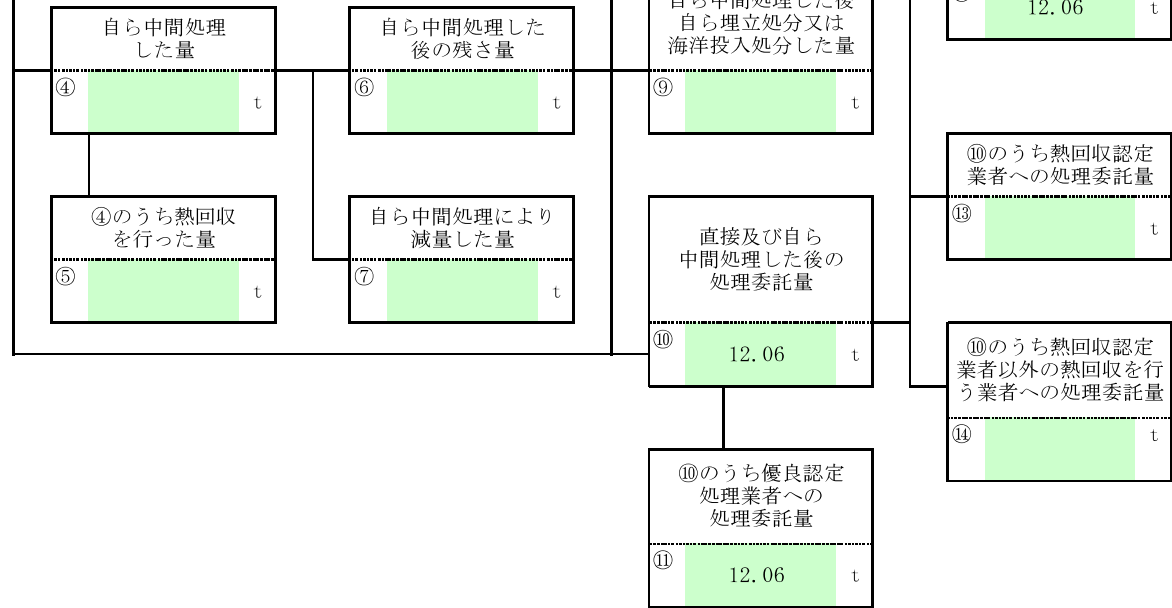 自ら中間処理
した量
④
t
自ら中間処理した
後の残さ量
⑥
t
自ら中間処理した後
自ら埋立処分又は
海洋投入処分した量
⑨
t
12.06
t
④のうち熱回収
を行った量
⑤
t
自ら中間処理により
減量した量
⑦
t
直接及び自ら
中間処理した後の
処理委託量
⑩
12.06
t
⑩のうち熱回収認定
業者への処理委託量
⑬
t
⑩のうち熱回収認定
業者以外の熱回収を行
う業者への処理委託量
⑭
t
⑩のうち優良認定
処理業者への
処理委託量
⑪
12.06
t